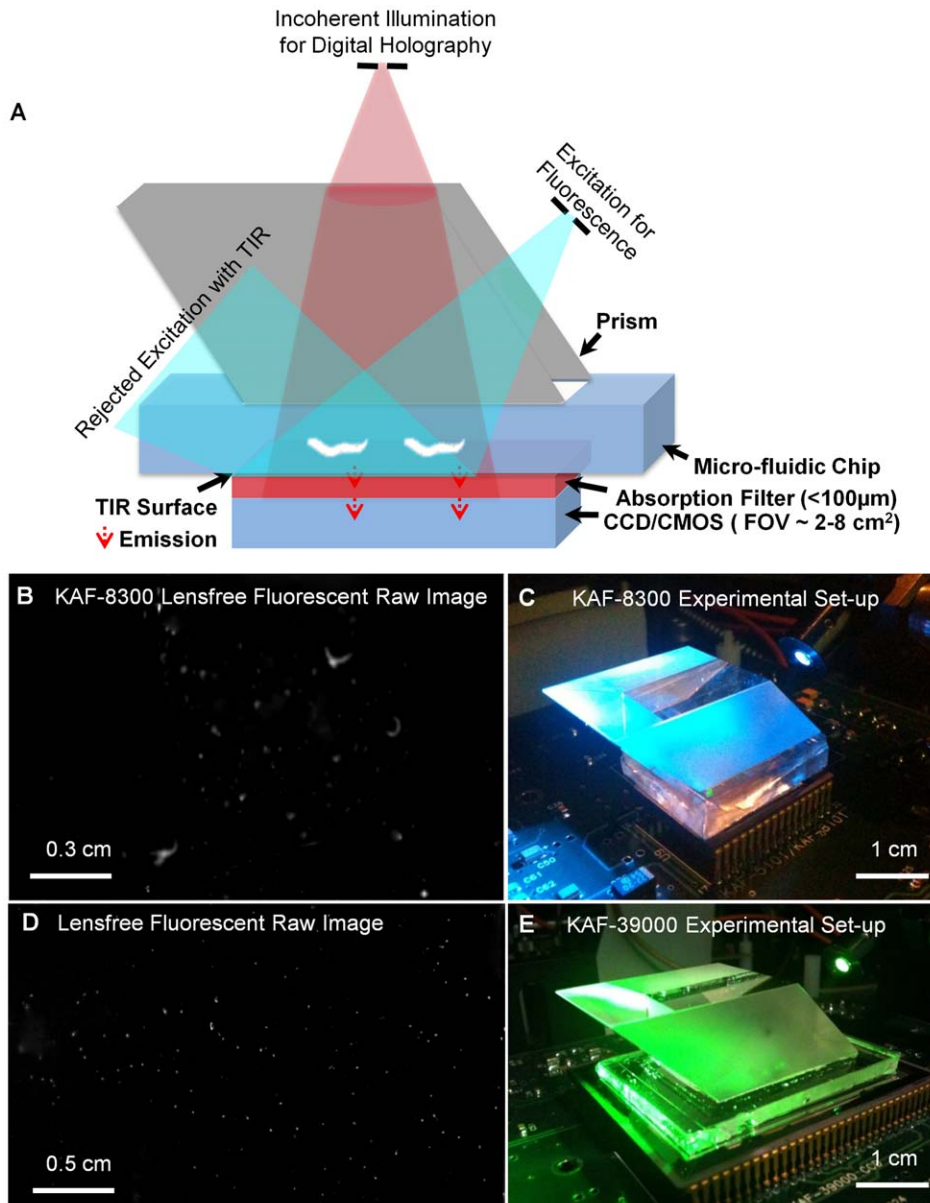 Incoherent Illumination
for Digital Holography
A
Excitation for
Fluorescence
Rejected Excitation with TIR
Prism
Micro-fluidic Chip
TIR Surface
Absorption Filter (<100µm)
Emission
CCD/CMOS ( FOV ~ 2-8 cm²)
B KAF-8300 Lensfree Fluorescent Raw Image
0.3 cm
C KAF-8300 Experimental Set-up
C50
C61
C62
1 cm
D Lensfree Fluorescent Raw Image
0.5 cm
E KAF-39000 Experimental Set-up
1 cm